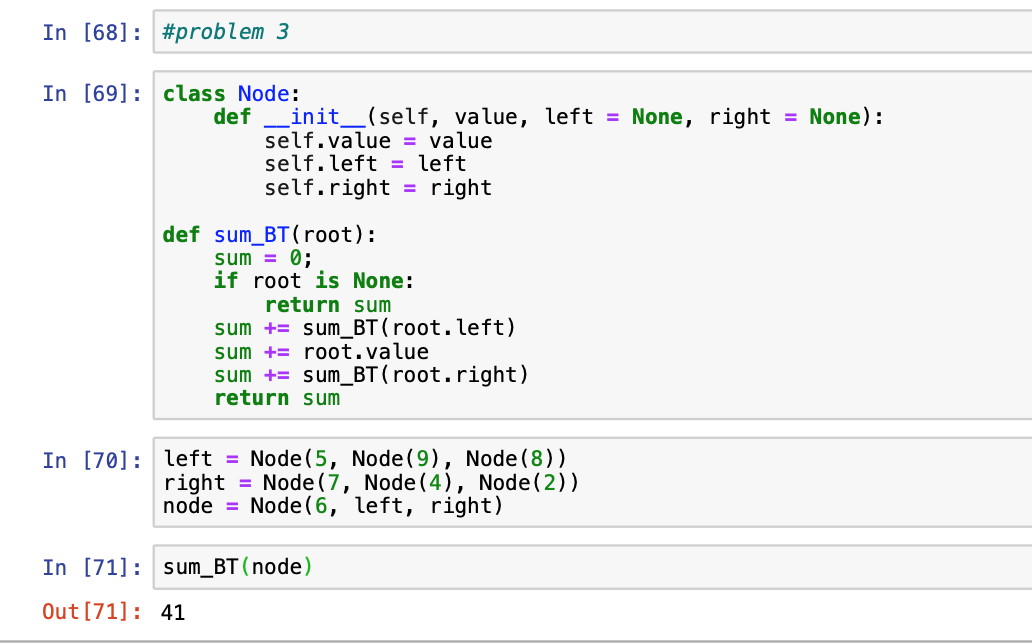 In [68]: #problem 3
In [69]: class Node:
    def __init__(self, value, left = None, right = None):
        self.value = value
        self.left = left
        self.right = right

def sum_BT(root):
    sum = 0;
    if root is None:
        return sum
    sum += sum_BT(root.left)
    sum += root.value
    sum += sum_BT(root.right)
    return sum
In [70]: left = Node(5, Node(9), Node(8))
right = Node(7, Node(4), Node(2))
node = Node(6, left, right)
In [71]: sum_BT(node)
Out[71]: 41